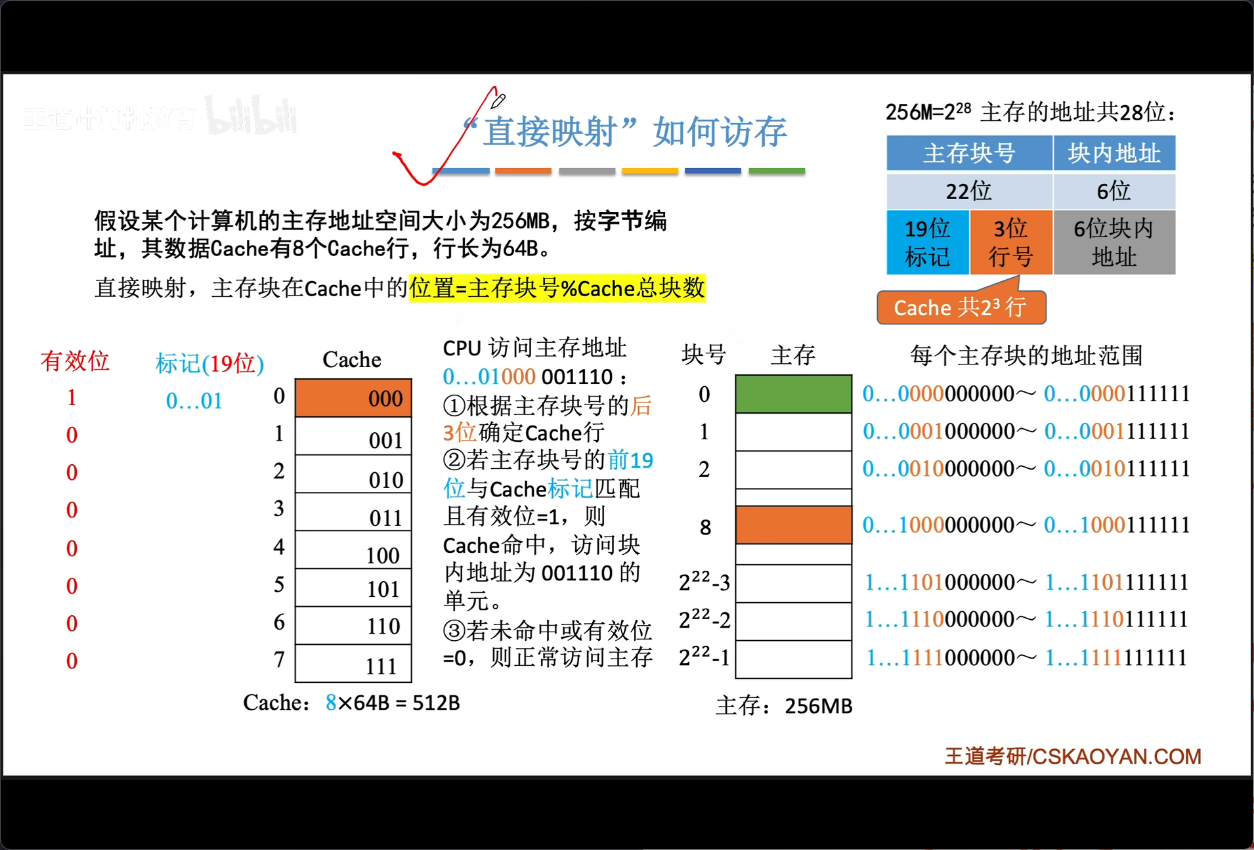 王道计算机教育 bilibili
“直接映射”如何访存
256M=2²⁸ 主存的地址共28位：
主存块号 块内地址
22位 6位
19位 3位 6位块内
标记 行号 地址
Cache 共2³ 行
假设某个计算机的主存地址空间大小为256MB，按字节编
址，其数据Cache有8个Cache行，行长为64B。
直接映射，主存块在Cache中的位置=主存块号%Cache总块数
有效位 标记(19位) Cache
1 0…01 0 000
0 1 001
0 2 010
0 3 011
0 4 100
0 5 101
0 6 110
0 7 111
Cache：8×64B = 512B
CPU 访问主存地址
0…01000 001110：
①根据主存块号的后
3位确定Cache行
②若主存块号的前19
位与Cache标记匹配
且有效位=1，则
Cache命中，访问块
内地址为 001110 的
单元。
③若未命中或有效位
=0，则正常访问主存
块号 主存 每个主存块的地址范围
0 0…0000000000～ 0…0000111111
1 0…0001000000～ 0…0001111111
2 0…0010000000～ 0…0010111111
8 0…1000000000～ 0…1000111111
2²²-3 1…1101000000～ 1…1101111111
2²²-2 1…1110000000～ 1…1110111111
2²²-1 1…1111000000～ 1…1111111111
主存：256MB
王道考研/CSKAOYAN.COM